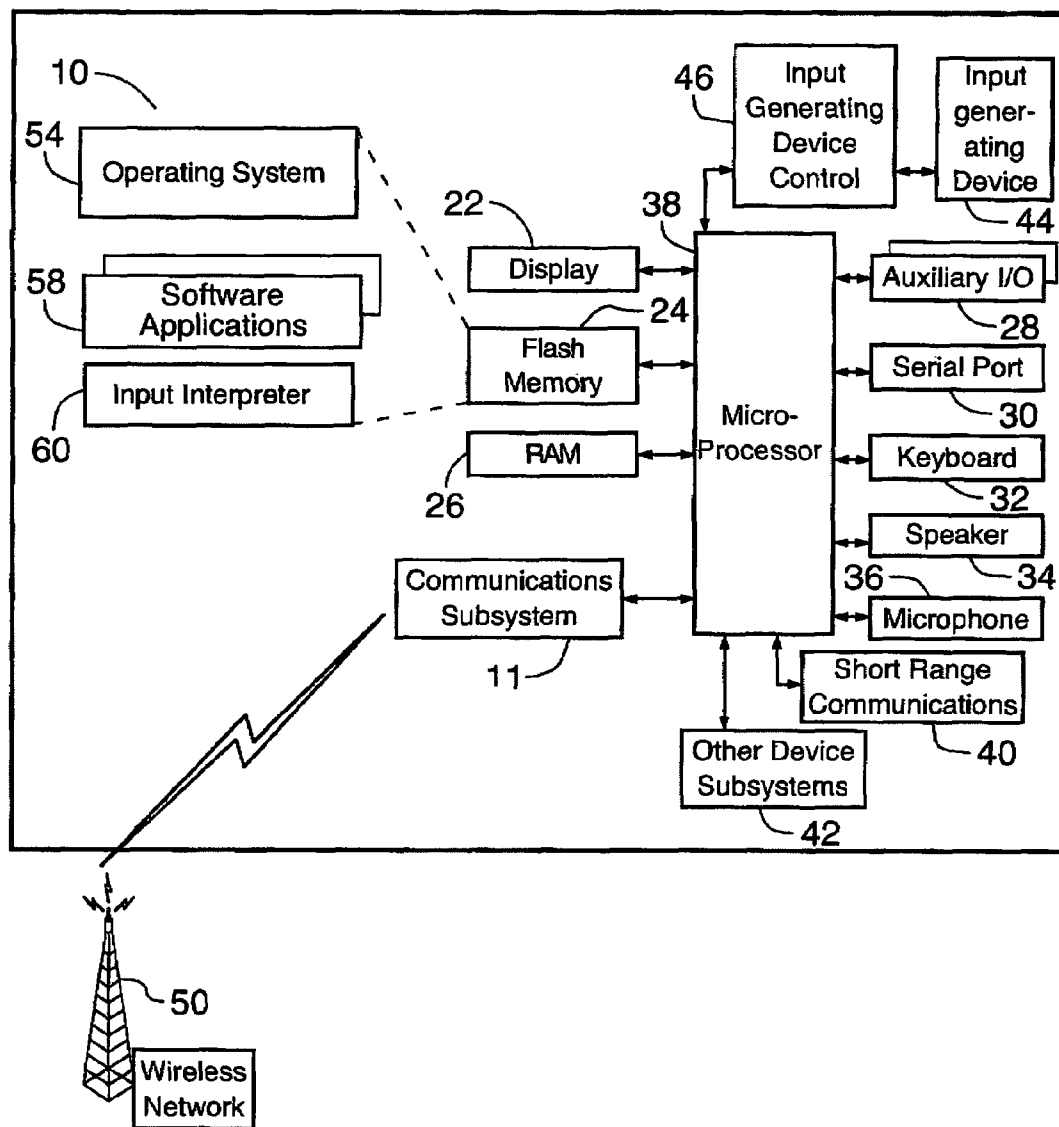 10
54
Operating System
58
Software
Applications
60
Input Interpreter
22
Display
24
Flash
Memory
26
RAM
Communications
Subsystem
11
38
Micro-
Processor
46
Input
Generating
Device
Control
Input
gener-
ating
Device
44
Auxiliary I/O
28
Serial Port
30
Keyboard
32
Speaker
34
36
Microphone
Short Range
Communications
40
Other Device
Subsystems
42
50
Wireless
Network